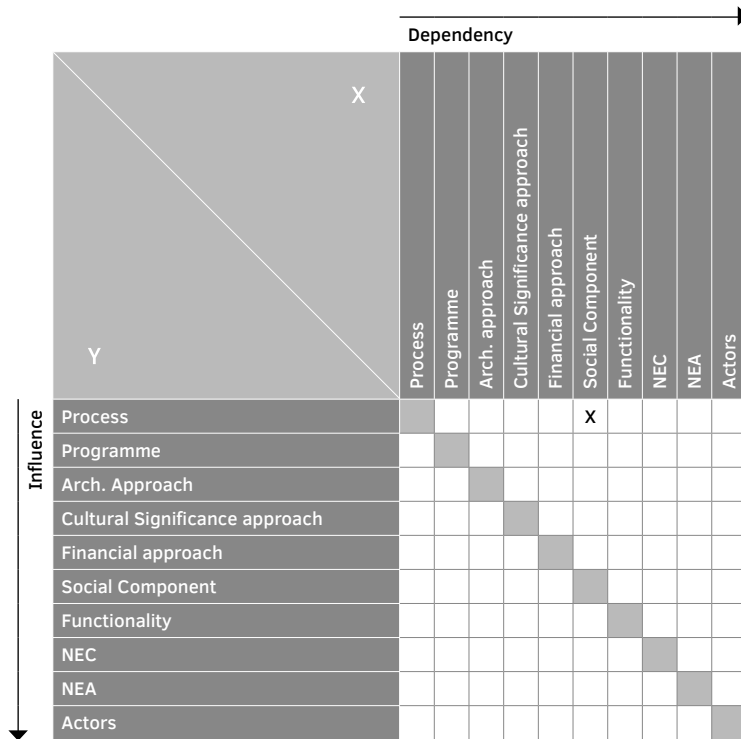 Dependency
X
Y
Process
Programme
Arch. approach
Cultural Significance approach
Financial approach
Social Component
Functionality
NEC
NEA
Actors
Influence
Process
X
Programme
Arch. Approach
Cultural Significance approach
Financial approach
Social Component
Functionality
NEC
NEA
Actors